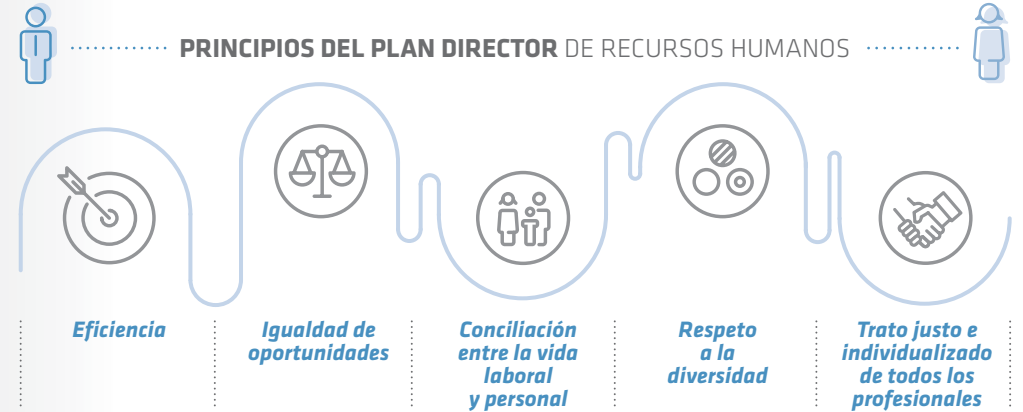 PRINCIPIOS DEL PLAN DIRECTOR DE RECURSOS HUMANOS
Eficiencia
Igualdad de
oportunidades
Conciliación
entre la vida
laboral
y personal
Respeto
a la
diversidad
Trato justo e
individualizado
de todos los
profesionales